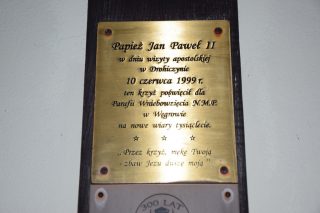 Papież Jan Paweł II
w dniu wizyty apostolskiej
w Drohiczynie
10 czerwca 1999 r.
ten krzyż poświęcił dla
Parafii Wniebowzięcia N.M.P.
w Węgrowie
na nowe wiary tysiąclecie.
☆ ☆ ☆
„Przez krzyż, mękę Twoją
zbaw Jezu duszę moją"
300 LAT